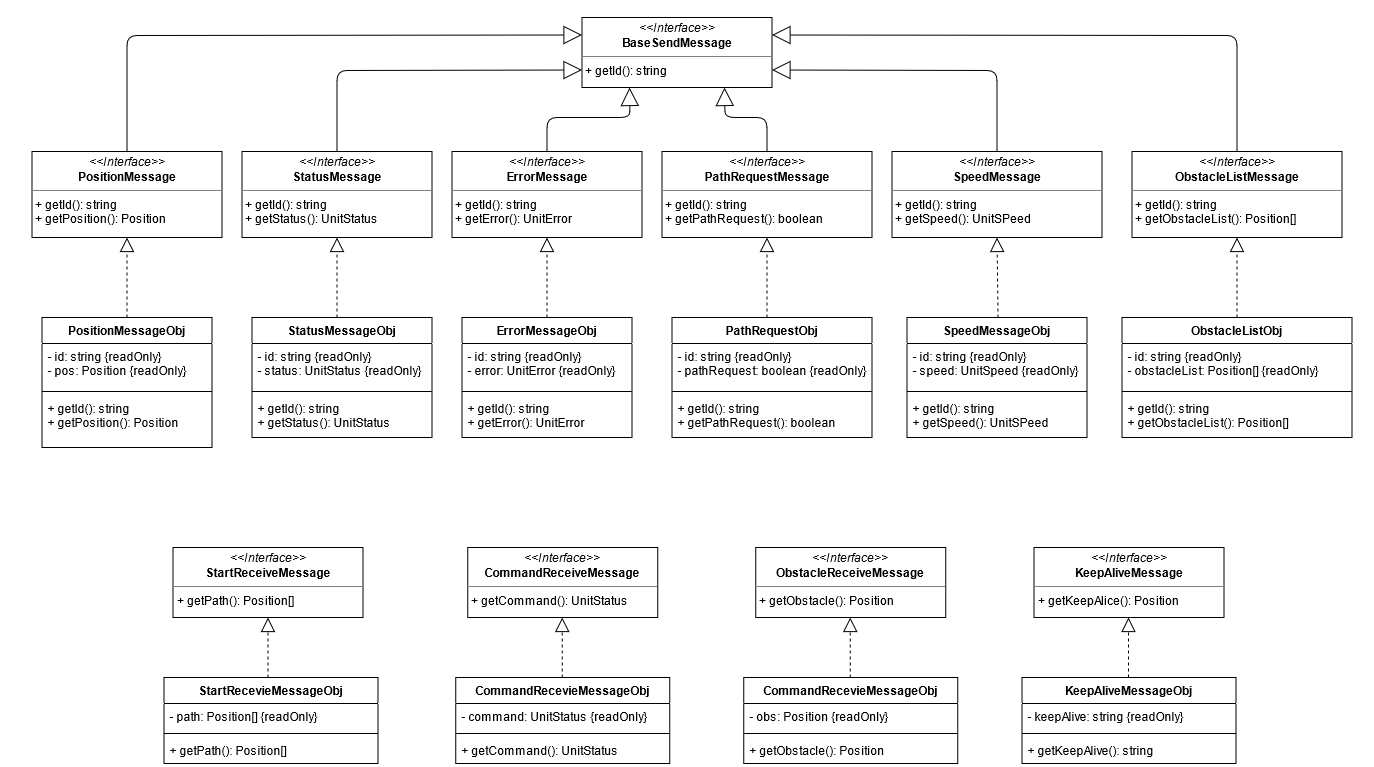 <<Interface>>
BaseSendMessage
+ getId(): string
<<Interface>>
PositionMessage
+ getId(): string
+ getPosition(): Position
<<Interface>>
StatusMessage
+ getId(): string
+ getStatus(): UnitStatus
<<Interface>>
ErrorMessage
+ getId(): string
+ getError(): UnitError
<<Interface>>
PathRequestMessage
+ getId(): string
+ getPathRequest(): boolean
<<Interface>>
SpeedMessage
+ getId(): string
+ getSpeed(): UnitSPeed
<<Interface>>
ObstacleListMessage
+ getId(): string
+ getObstacleList(): Position[]
PositionMessageObj
- id: string {readOnly}
- pos: Position {readOnly}
+ getId(): string
+ getPosition(): Position
StatusMessageObj
- id: string {readOnly}
- status: UnitStatus {readOnly}
+ getId(): string
+ getStatus(): UnitStatus
ErrorMessageObj
- id: string {readOnly}
- error: UnitError {readOnly}
+ getId(): string
+ getError(): UnitError
PathRequestObj
- id: string {readOnly}
- pathRequest: boolean {readOnly}
+ getId(): string
+ getPathRequest(): boolean
SpeedMessageObj
- id: string {readOnly}
- speed: UnitSpeed {readOnly}
+ getId(): string
+ getSpeed(): UnitSPeed
ObstacleListObj
- id: string {readOnly}
- obstacleList: Position[] {readOnly}
+ getId(): string
+ getObstacleList(): Position[]
<<Interface>>
StartReceiveMessage
+ getPath(): Position[]
<<Interface>>
CommandReceiveMessage
+ getCommand(): UnitStatus
<<Interface>>
ObstacleReceiveMessage
+ getObstacle(): Position
<<Interface>>
KeepAliveMessage
+ getKeepAlice(): Position
StartRecevieMessageObj
- path: Position[] {readOnly}
+ getPath(): Position[]
CommandRecevieMessageObj
- command: UnitStatus {readOnly}
+ getCommand(): UnitStatus
CommandRecevieMessageObj
- obs: Position {readOnly}
+ getObstacle(): Position
KeepAliveMessageObj
- keepAlive: string {readOnly}
+ getKeepAlive(): string